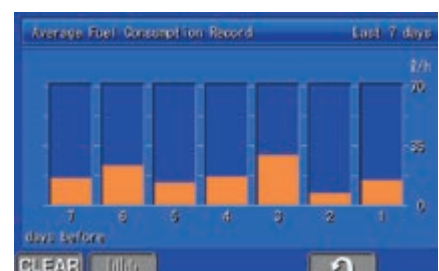 Average Fuel Consumption Record Last 7 days
ℓ/h
70
35
0
7 6 5 4 3 2 1
days before
CLEAR